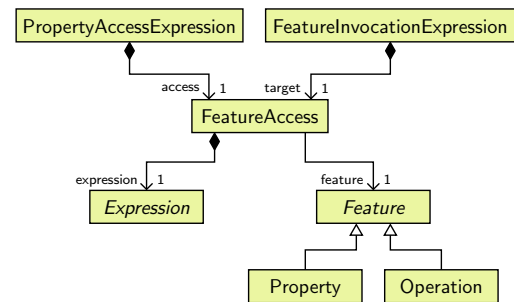 PropertyAccessExpression FeatureInvocationExpression
access 1 target 1
FeatureAccess
expression 1 feature 1
Expression Feature
Property Operation